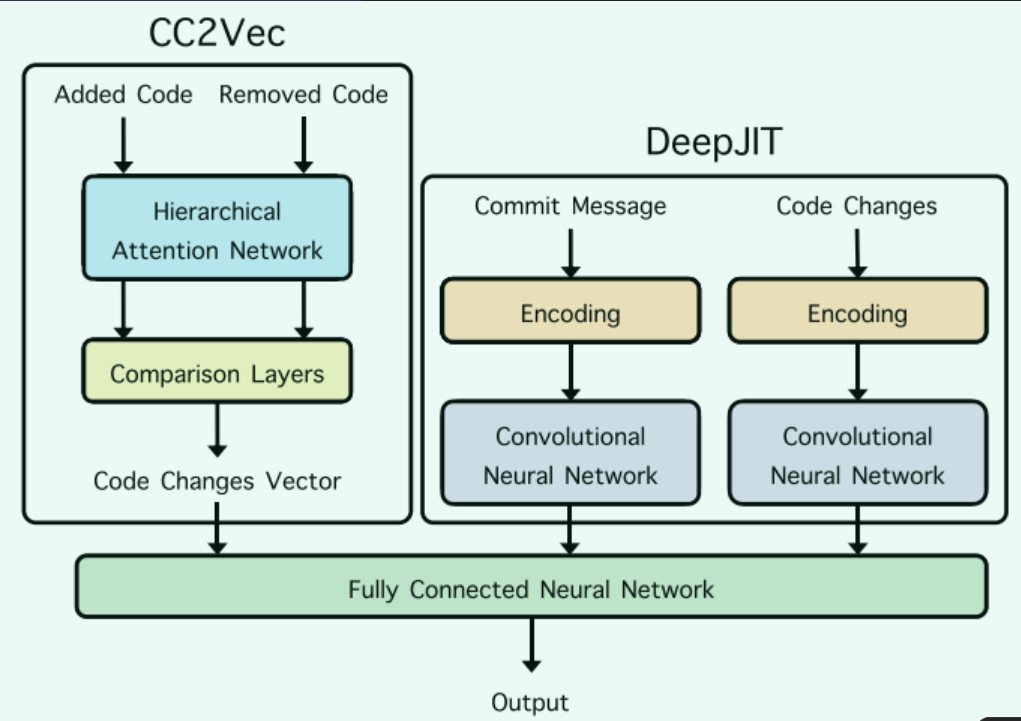 CC2Vec
Added Code Removed Code
Hierarchical
Attention Network
Comparison Layers
Code Changes Vector
DeepJIT
Commit Message
Code Changes
Encoding
Encoding
Convolutional
Neural Network
Convolutional
Neural Network
Fully Connected Neural Network
Output